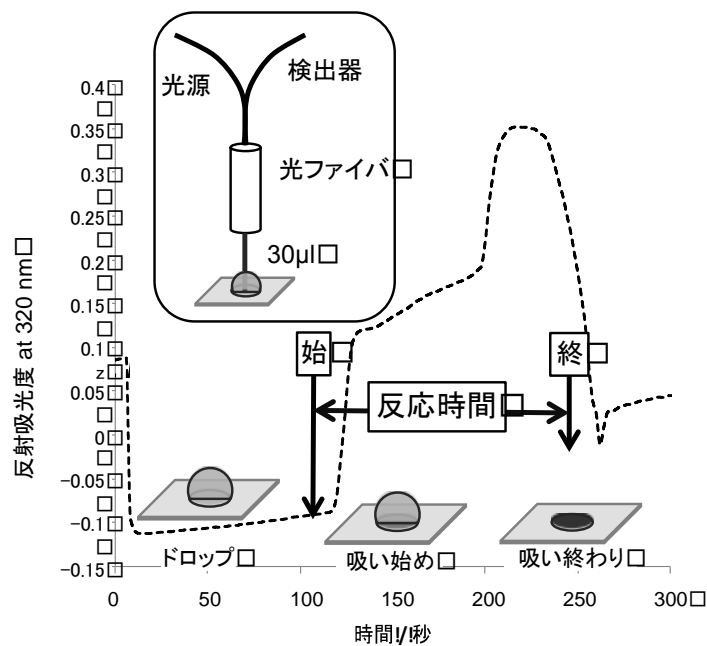 光源
検出器
光ファイバ□
30μl□
反射吸光度 at 320 nm□
0.4□
□
0.35□
□
0.3□
□
0.25□
□
0.2□
□
0.15□
□
0.1□
z□
0.05□
□
0□
□
−0.05□
□
−0.1□
□
−0.15□
始□
終□
反応時間□
ドロップ□
吸い始め□
吸い終わり□
0 50 100 150 200 250 300□
時間!/!秒